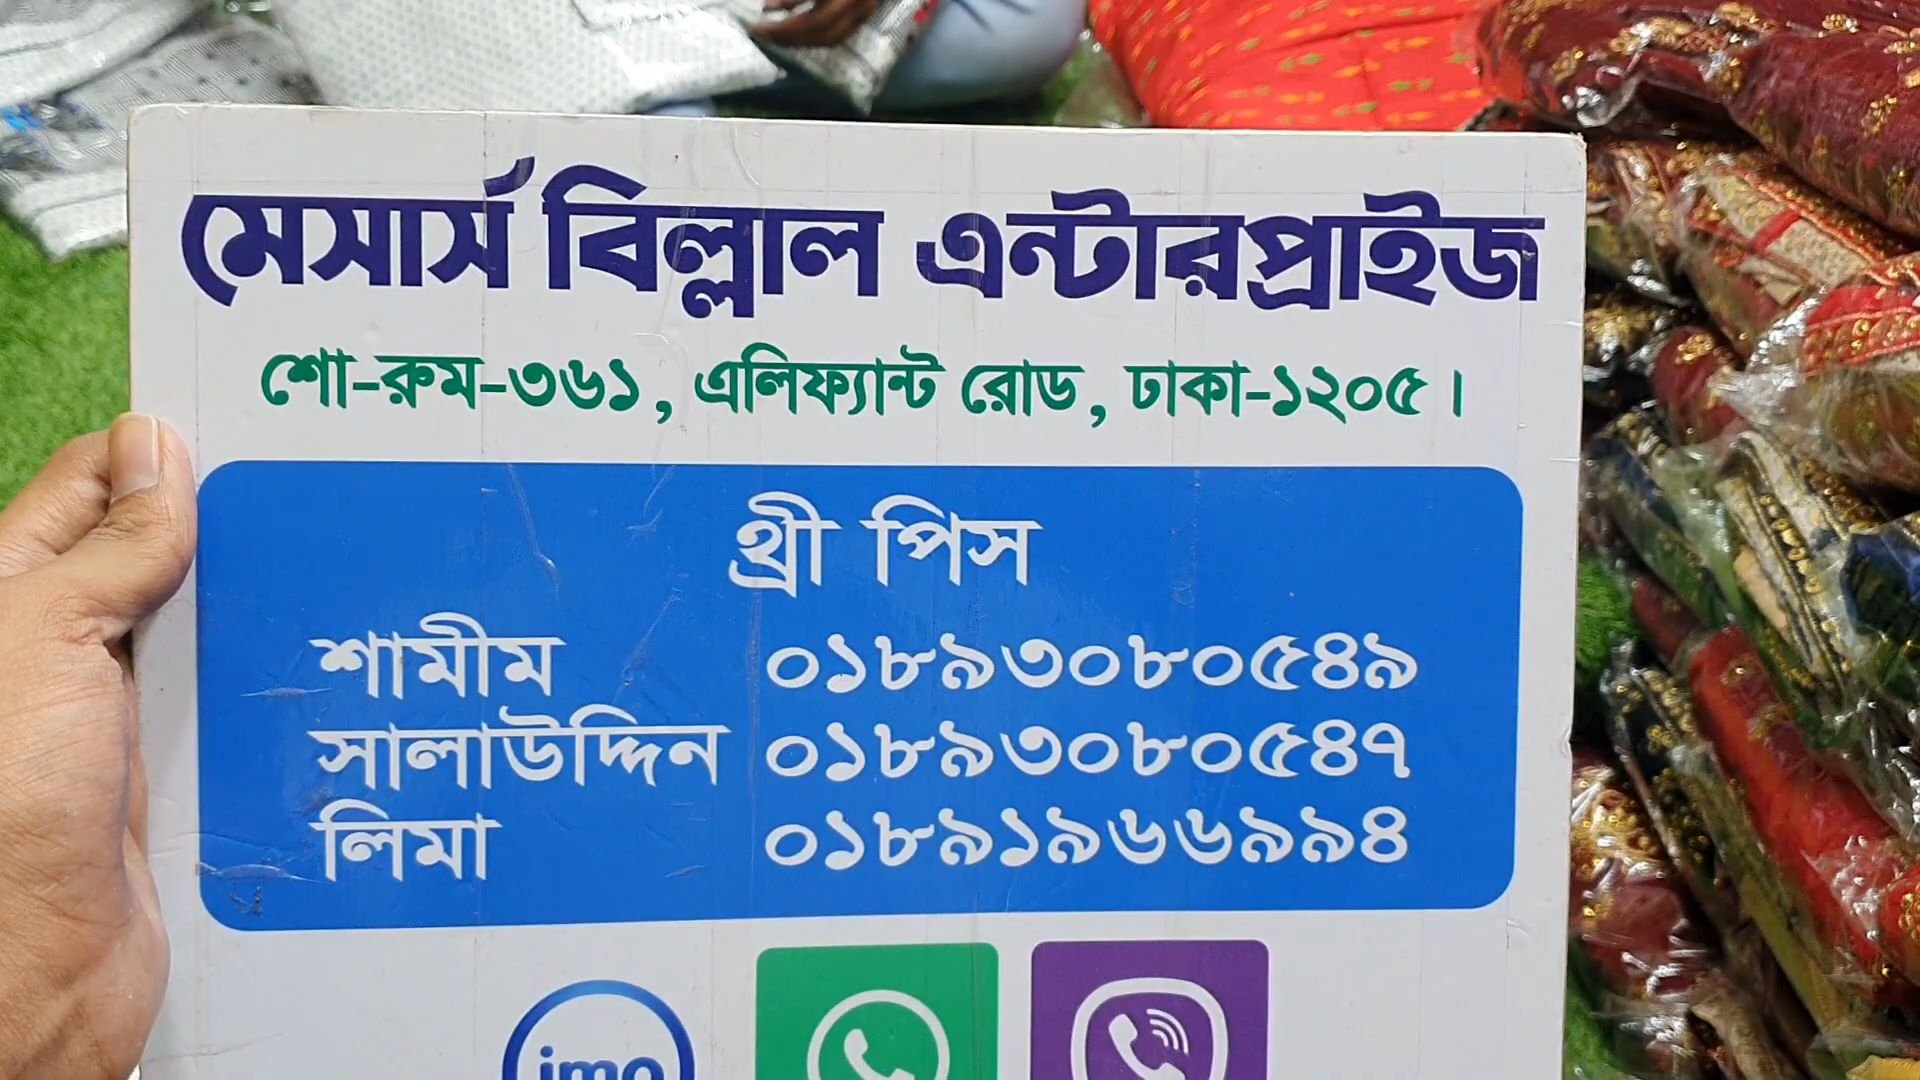 মেসার্স বিল্লাল এন্টারপ্রাইজ
শো-রুম-৩৬১, এলিফ্যান্ট রোড, ঢাকা-১২০৫।
থ্রী পিস
শামীম ০১৮৯৩০৮০৫৪৯
সালাউদ্দিন ০১৮৯৩০৮০৫৪৭
লিমা ০১৮৯১৯৬৬৯৯৪
imo